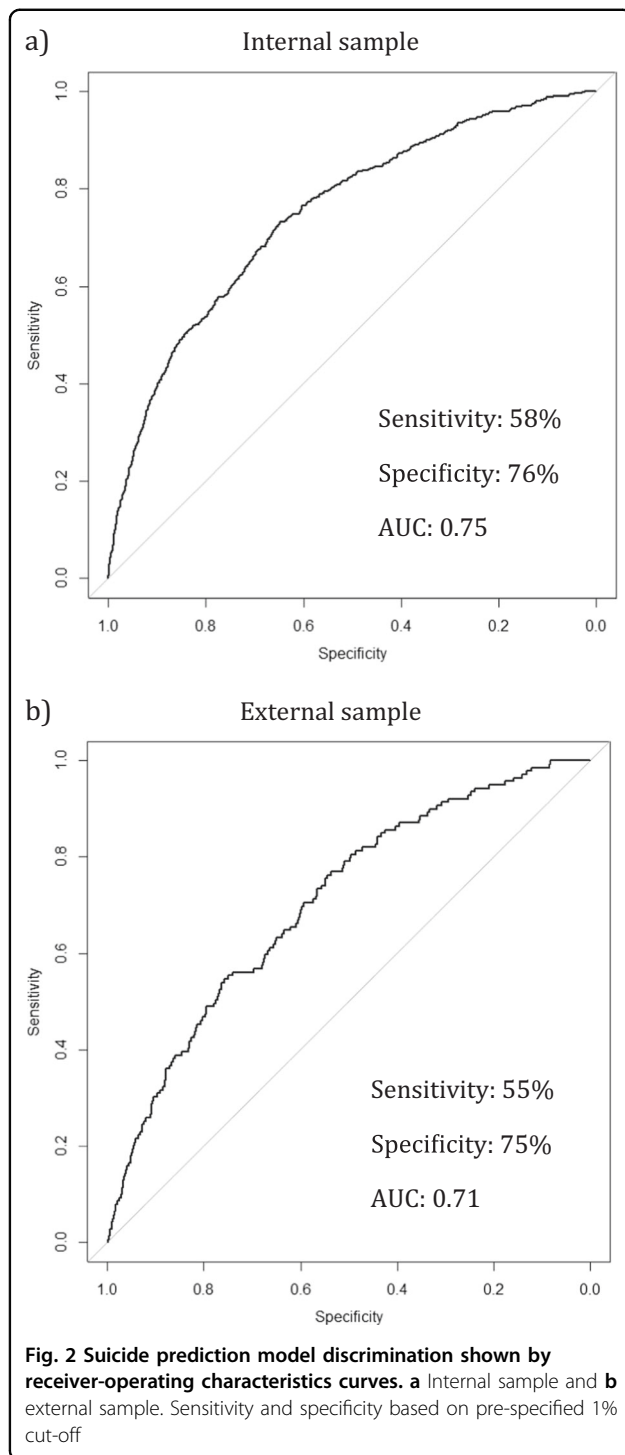 a)
Internal sample
1.0
0.8
0.6
0.4
0.2
0.0
Sensitivity
Sensitivity: 58%
Specificity: 76%
AUC: 0.75
1.0 0.8 0.6 0.4 0.2 0.0
Specificity
b)
External sample
1.0
0.8
0.6
0.4
0.2
0.0
Sensitivity
Sensitivity: 55%
Specificity: 75%
AUC: 0.71
1.0 0.8 0.6 0.4 0.2 0.0
Specificity
Fig. 2 Suicide prediction model discrimination shown by
receiver-operating characteristics curves. a Internal sample and b
external sample. Sensitivity and specificity based on pre-specified 1%
cut-off